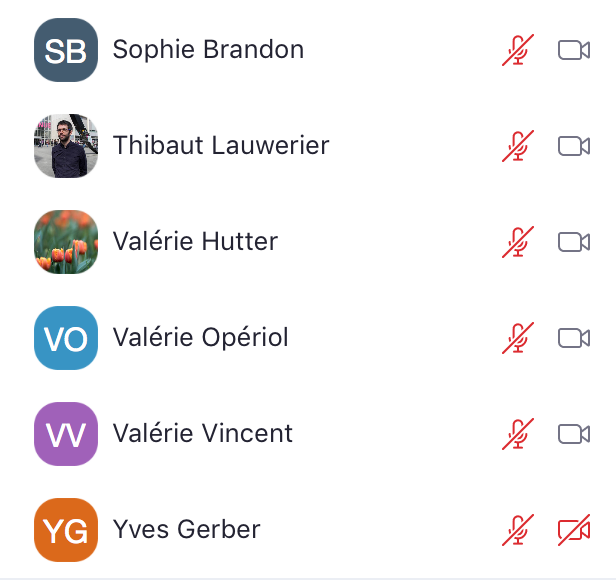 SB Sophie Brandon
Thibaut Lauwerier
Valérie Hutter
VO Valérie Opériol
VV Valérie Vincent
YG Yves Gerber